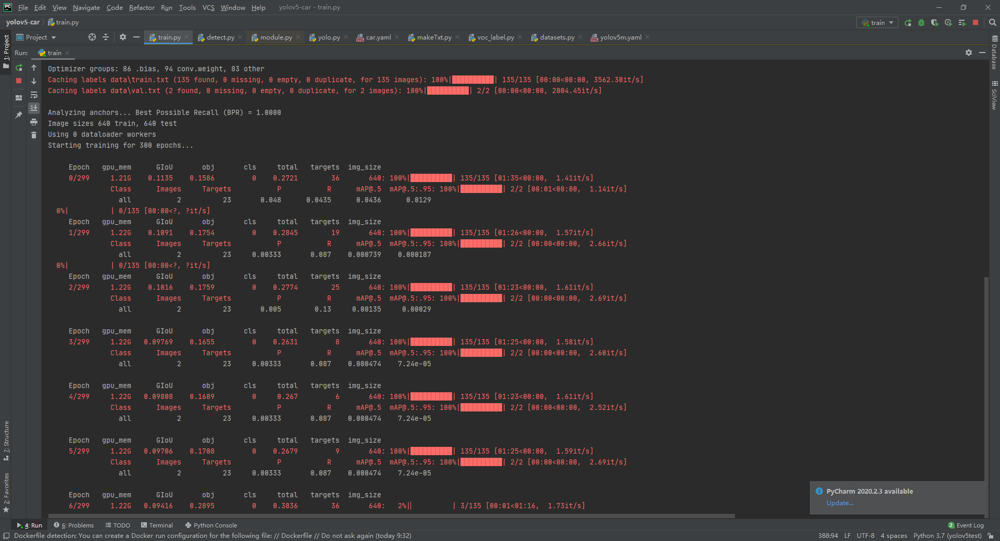 File Edit View Navigate Code Refactor Run Tools VCS Window Help yolov5-car - train.py
yolov5-car train.py train
Project train.py detect.py module.py yolo.py car.yaml makeTxt.py voc_label.py datasets.py yolov5m.yaml
Run: train
1: Project
7: Structure
2: Favorites
Database
SciView
Optimizer groups: 86 .bias, 94 conv.weight, 83 other
Caching labels data\train.txt (135 found, 0 missing, 0 empty, 0 duplicate, for 135 images): 100%|██████████| 135/135 [00:00<00:00, 3562.30it/s]
Caching labels data\val.txt (2 found, 0 missing, 0 empty, 0 duplicate, for 2 images): 100%|██████████| 2/2 [00:00<00:00, 2004.45it/s]
Analyzing anchors... Best Possible Recall (BPR) = 1.0000
Image sizes 640 train, 640 test
Using 0 dataloader workers
Starting training for 300 epochs...
Epoch gpu_mem GIoU obj cls total targets img_size
0/299 1.21G 0.1135 0.1586 0 0.2721 36 640: 100%|██████████| 135/135 [01:35<00:00, 1.41it/s]
Class Images Targets P R mAP@.5 mAP@.5:.95: 100%|██████████| 2/2 [00:01<00:00, 1.14it/s]
all 2 23 0.048 0.0435 0.0436 0.0129
0%| | 0/135 [00:00<?, ?it/s]
Epoch gpu_mem GIoU obj cls total targets img_size
1/299 1.22G 0.1091 0.1754 0 0.2845 19 640: 100%|██████████| 135/135 [01:26<00:00, 1.57it/s]
Class Images Targets P R mAP@.5 mAP@.5:.95: 100%|██████████| 2/2 [00:00<00:00, 2.66it/s]
all 2 23 0.00333 0.087 0.000739 0.000187
0%| | 0/135 [00:00<?, ?it/s]
Epoch gpu_mem GIoU obj cls total targets img_size
2/299 1.22G 0.1016 0.1759 0 0.2774 25 640: 100%|██████████| 135/135 [01:23<00:00, 1.61it/s]
Class Images Targets P R mAP@.5 mAP@.5:.95: 100%|██████████| 2/2 [00:00<00:00, 2.69it/s]
all 2 23 0.005 0.13 0.00135 0.00029
Epoch gpu_mem GIoU obj cls total targets img_size
3/299 1.22G 0.09769 0.1655 0 0.2631 8 640: 100%|██████████| 135/135 [01:25<00:00, 1.58it/s]
Class Images Targets P R mAP@.5 mAP@.5:.95: 100%|██████████| 2/2 [00:00<00:00, 2.60it/s]
all 2 23 0.00333 0.087 0.000474 7.24e-05
Epoch gpu_mem GIoU obj cls total targets img_size
4/299 1.22G 0.09808 0.1689 0 0.267 6 640: 100%|██████████| 135/135 [01:23<00:00, 1.61it/s]
Class Images Targets P R mAP@.5 mAP@.5:.95: 100%|██████████| 2/2 [00:00<00:00, 2.52it/s]
all 2 23 0.00333 0.087 0.000474 7.24e-05
Epoch gpu_mem GIoU obj cls total targets img_size
5/299 1.22G 0.09706 0.1708 0 0.2679 9 640: 100%|██████████| 135/135 [01:25<00:00, 1.59it/s]
Class Images Targets P R mAP@.5 mAP@.5:.95: 100%|██████████| 2/2 [00:00<00:00, 2.69it/s]
all 2 23 0.00333 0.087 0.000474 7.24e-05
Epoch gpu_mem GIoU obj cls total targets img_size
6/299 1.22G 0.09416 0.2895 0 0.3836 36 640: 2%|▏ | 3/135 [00:01<01:16, 1.73it/s]
PyCharm 2020.2.3 available
Update...
4: Run 6: Problems TODO Terminal Python Console 2 Event Log
Dockerfile detection: You can create a Docker run configuration for the following file: // Dockerfile // Do not ask again (today 9:32) 388:94 LF UTF-8 4 spaces Python 3.7 (yolov5test)